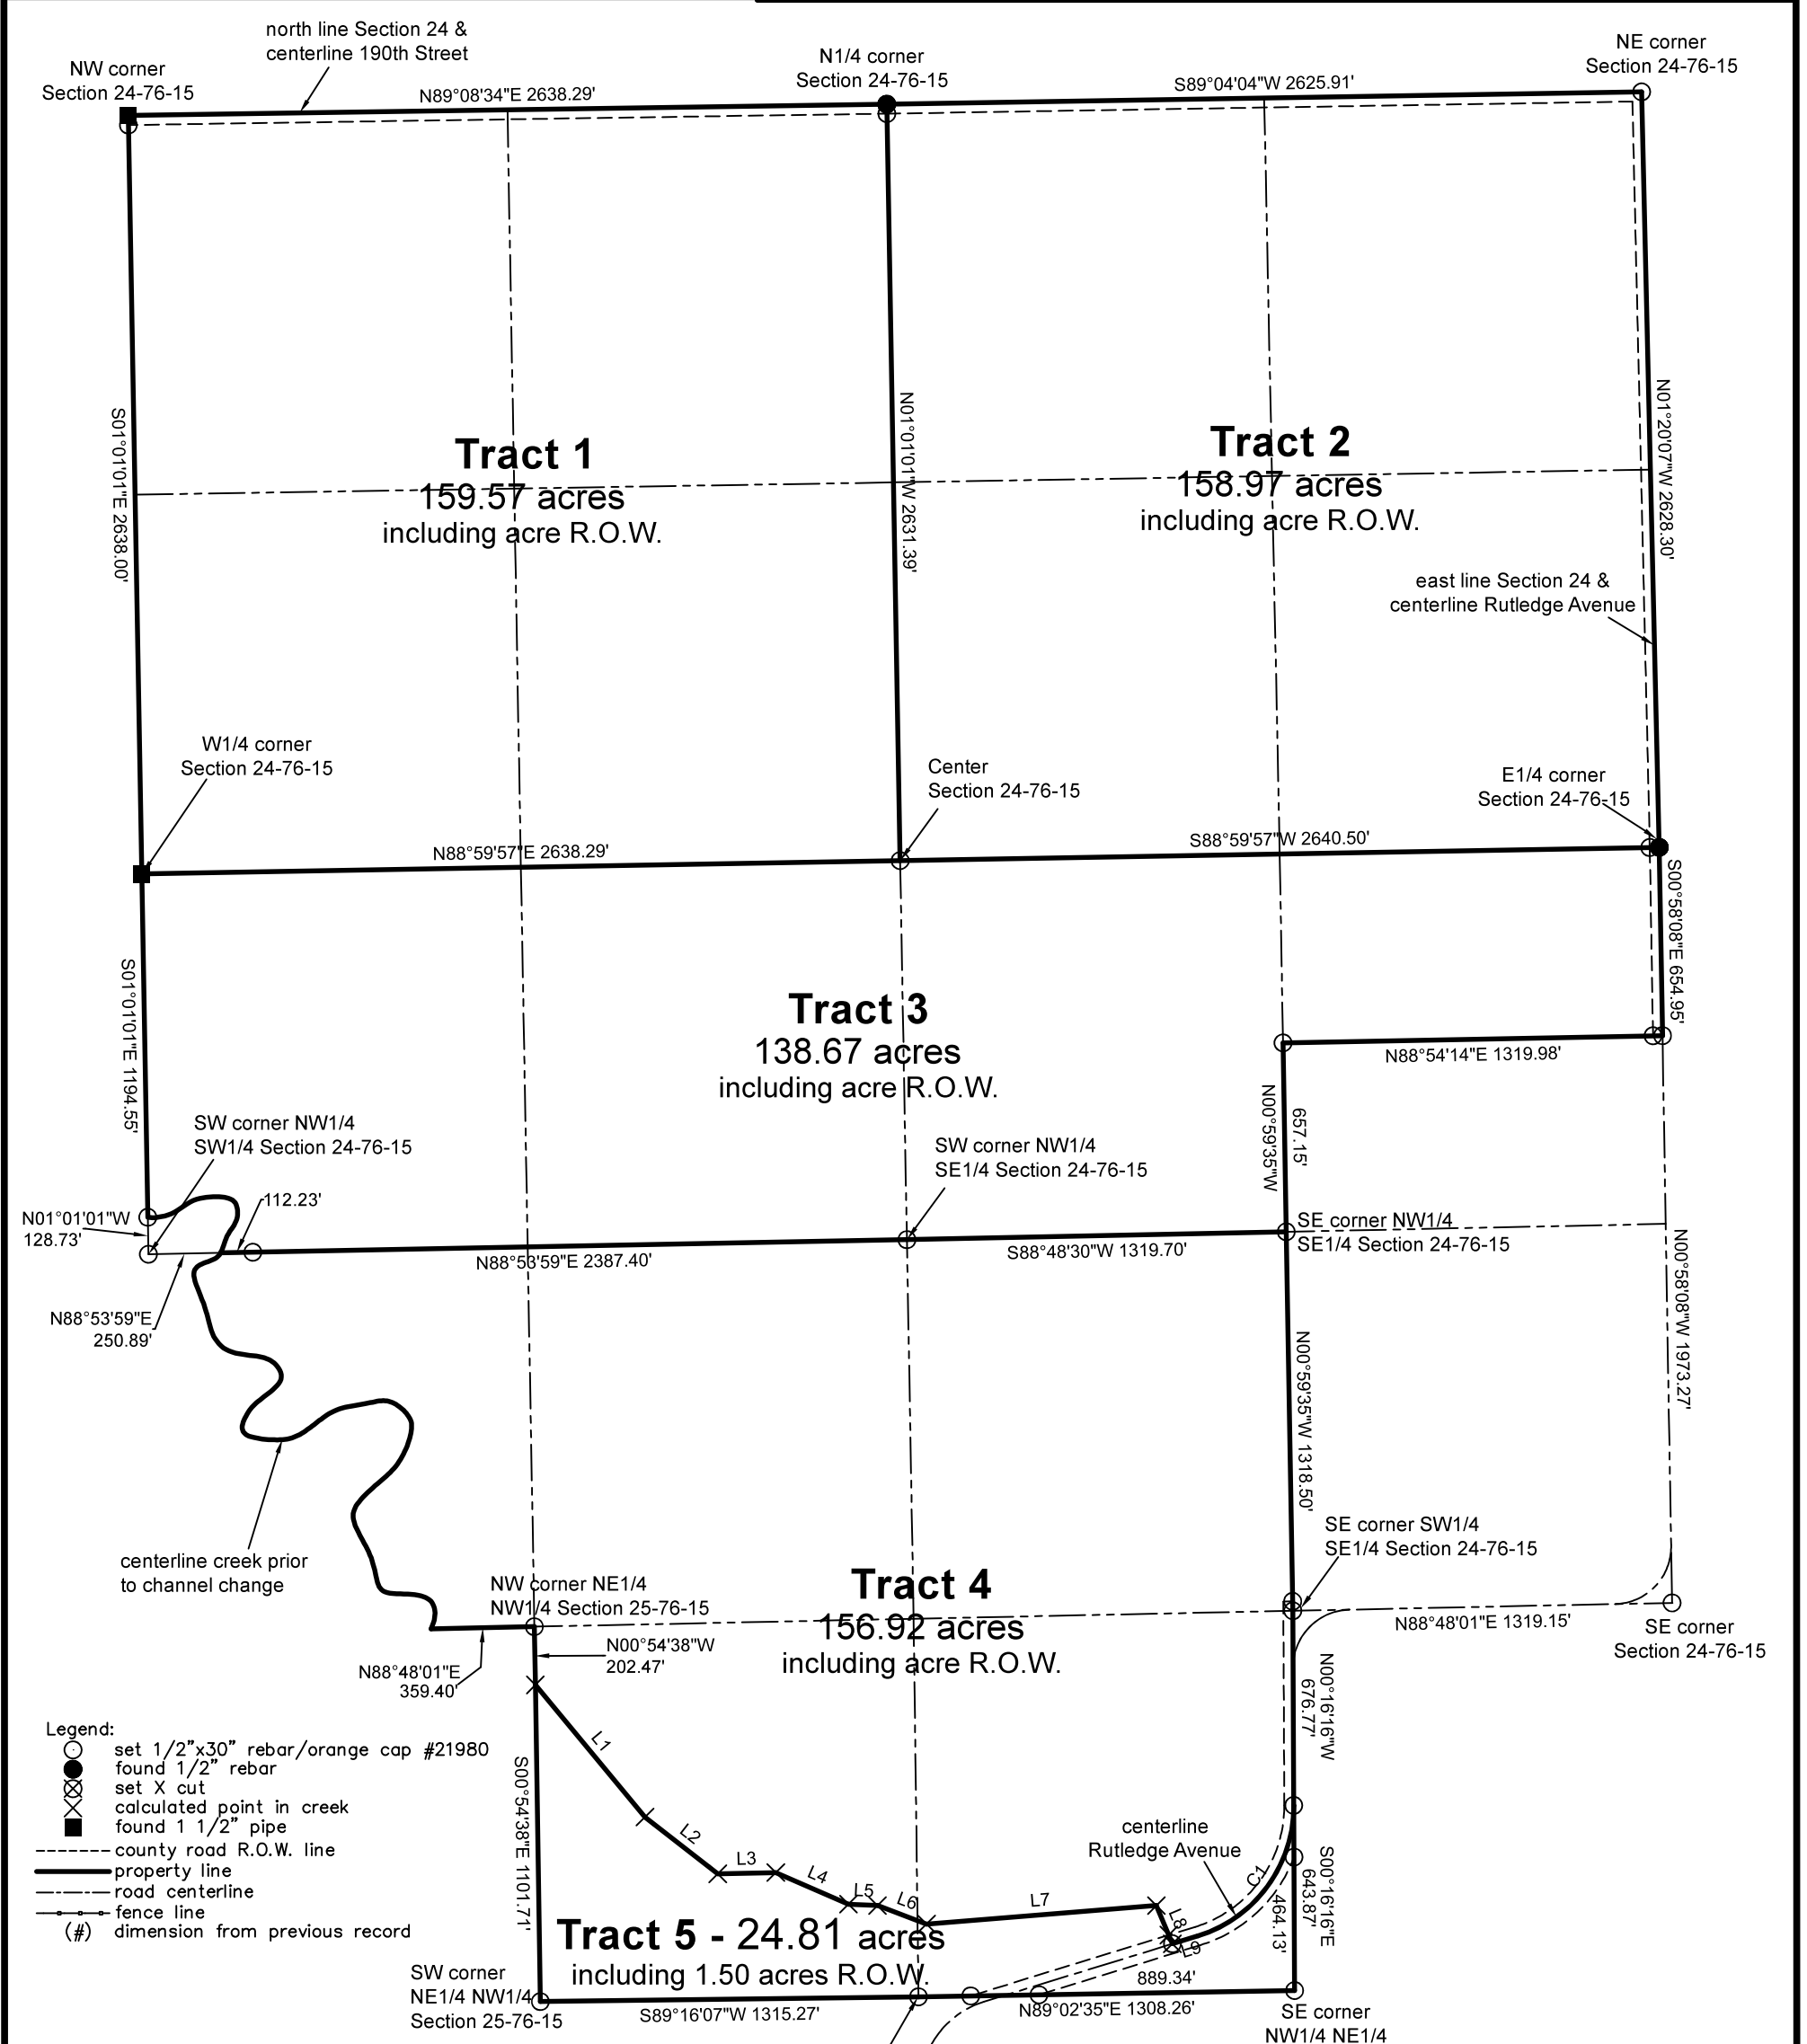 north line Section 24 &
centerline 190th Street
NW corner
Section 24-76-15
N89°08'34"E 2638.29'
N1/4 corner
Section 24-76-15
S89°04'04"W 2625.91'
NE corner
Section 24-76-15
S01°01'01"E 2638.00'
Tract 1
159.57 acres
including acre R.O.W.
N01°01'01"W 2631.39'
Tract 2
158.97 acres
including acre R.O.W.
N01°20'07"W 2628.30'
east line Section 24 &
centerline Rutledge Avenue
W1/4 corner
Section 24-76-15
Center
Section 24-76-15
E1/4 corner
Section 24-76-15
N88°59'57"E 2638.29'
S88°59'57"W 2640.50'
S00°58'08"E 654.95'
S01°01'01"E 1194.55'
Tract 3
138.67 acres
including acre R.O.W.
N88°54'14"E 1319.98'
N00°59'35"W
657.15'
SW corner NW1/4
SW1/4 Section 24-76-15
SW corner NW1/4
SE1/4 Section 24-76-15
112.23'
N01°01'01"W
128.73'
SE corner NW1/4
SE1/4 Section 24-76-15
N88°53'59"E 2387.40'
S88°48'30"W 1319.70'
N88°53'59"E
250.89'
N00°58'08"W 1973.27'
N00°59'35"W 1318.50'
centerline creek prior
to channel change
SE corner SW1/4
SE1/4 Section 24-76-15
NW corner NE1/4
NW1/4 Section 25-76-15
Tract 4
156.92 acres
including acre R.O.W.
N88°48'01"E 1319.15'
SE corner
Section 24-76-15
N00°54'38"W
202.47'
N88°48'01"E
359.40'
N00°16'16"W
676.77'
Legend:
set 1/2"x30" rebar/orange cap #21980
found 1/2" rebar
set X cut
calculated point in creek
found 1 1/2" pipe
county road R.O.W. line
property line
road centerline
fence line
(#) dimension from previous record
S00°54'38"E 1101.71'
L1
L2
L3
L4
L5
L6
L7
L8
L9
C1
centerline
Rutledge Avenue
S00°16'16"E
643.87'
464.13'
Tract 5 - 24.81 acres
including 1.50 acres R.O.W.
SW corner
NE1/4 NW1/4
Section 25-76-15
S89°16'07"W 1315.27'
889.34'
N89°02'35"E 1308.26'
SE corner
NW1/4 NE1/4